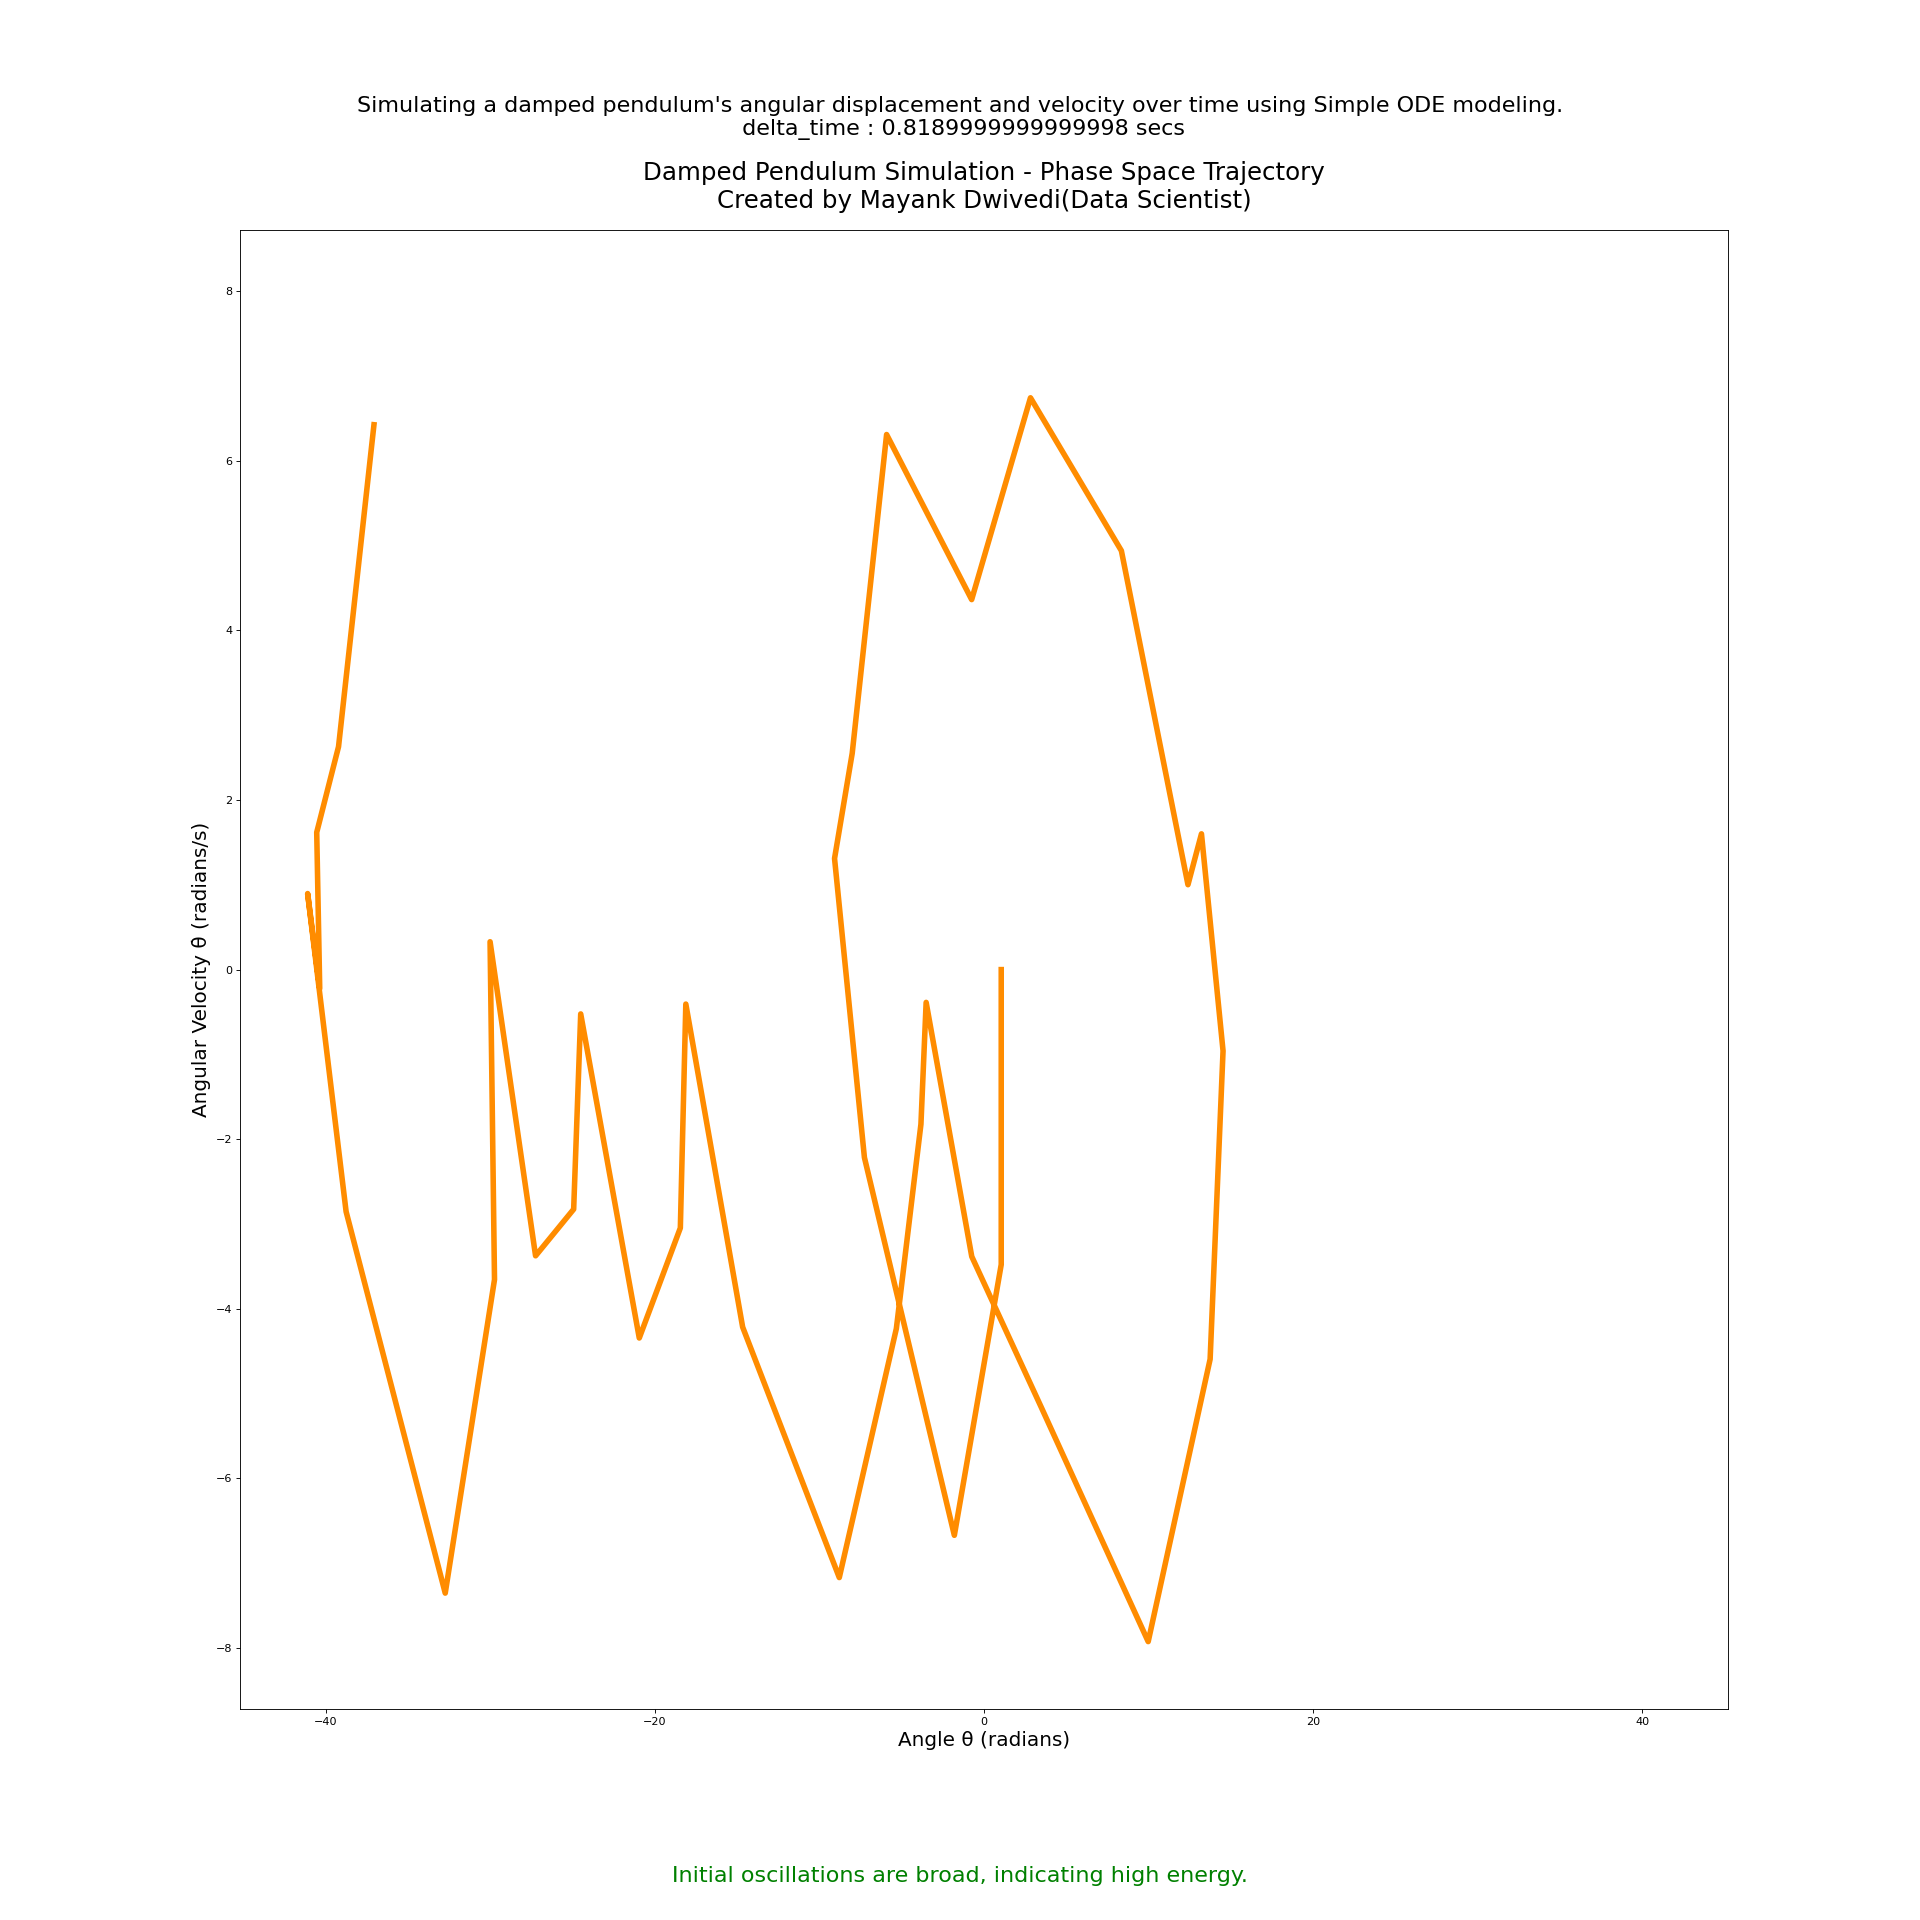 Simulating a damped pendulum's angular displacement and velocity over time using Simple ODE modeling.
delta_time : 0.8189999999999998 secs
Damped Pendulum Simulation - Phase Space Trajectory
Created by Mayank Dwivedi(Data Scientist)
8
6
4
2
0
−2
−4
−6
−8
Angular Velocity θ (radians/s)
−40
−20
0
20
40
Angle θ (radians)
Initial oscillations are broad, indicating high energy.